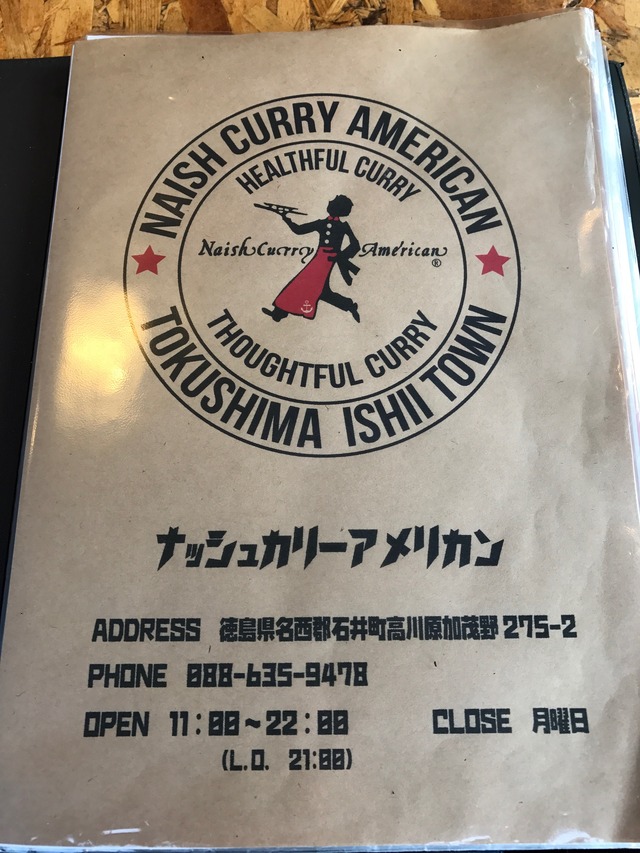 NAISH CURRY AMERICAN
HEALTHFUL CURRY
Naish Curry American®
THOUGHTFUL CURRY
TOKUSHIMA ISHII TOWN
ナッシュカリーアメリカン
ADDRESS 徳島県名西郡石井町高川原加茂野 275-2
PHONE 088-635-9478
OPEN 11:00~22:00 CLOSE 月曜日
(L.O. 21:00)